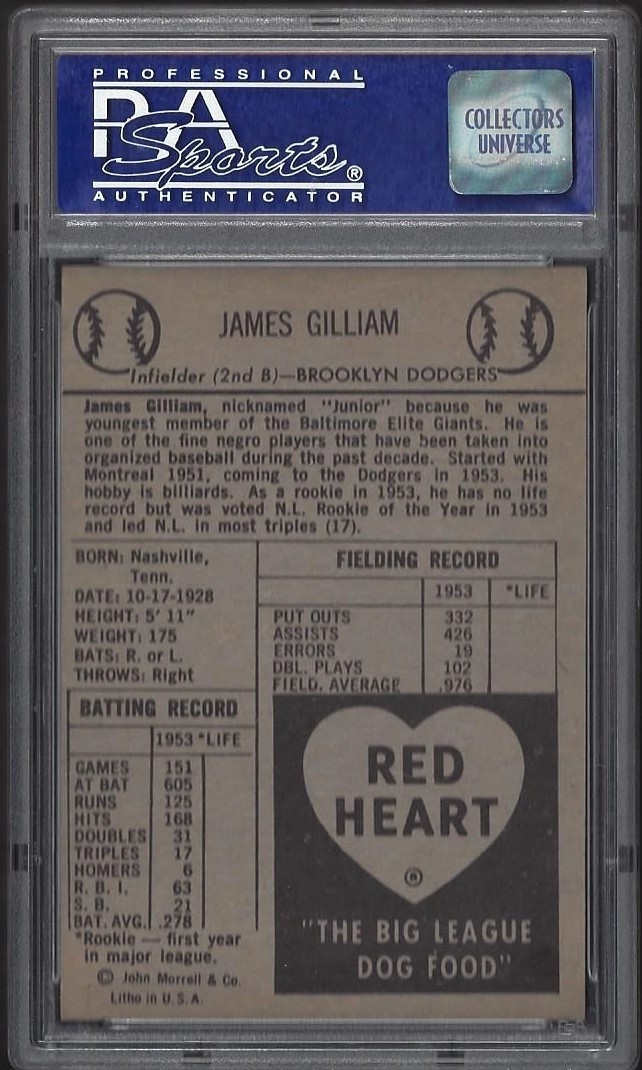 PROFESSIONAL
PSA
Sports®
AUTHENTICATOR
COLLECTORS
UNIVERSE
JAMES GILLIAM
Infielder (2nd B)—BROOKLYN DODGERS
James Gilliam, nicknamed "Junior" because he was
youngest member of the Baltimore Elite Giants. He is
one of the fine negro players that have been taken into
organized baseball during the past decade. Started with
Montreal 1951, coming to the Dodgers in 1953. His
hobby is billiards. As a rookie in 1953, he has no life
record but was voted N.L. Rookie of the Year in 1953
and led N.L. in most triples (17).
BORN: Nashville,
Tenn.
DATE: 10-17-1928
HEIGHT: 5' 11"
WEIGHT: 175
BATS: R. or L.
THROWS: Right
BATTING RECORD
1953 *LIFE
GAMES 151
AT BAT 605
RUNS 125
HITS 168
DOUBLES 31
TRIPLES 17
HOMERS 6
R. B. I. 63
S. B. 21
BAT. AVG. .278
*Rookie — first year
in major league.
© John Morrell & Co.
Litho in U.S.A.
FIELDING RECORD
1953 *LIFE
PUT OUTS 332
ASSISTS 426
ERRORS 19
DBL. PLAYS 102
FIELD. AVERAGE .976
RED
HEART
®
"THE BIG LEAGUE
DOG FOOD"